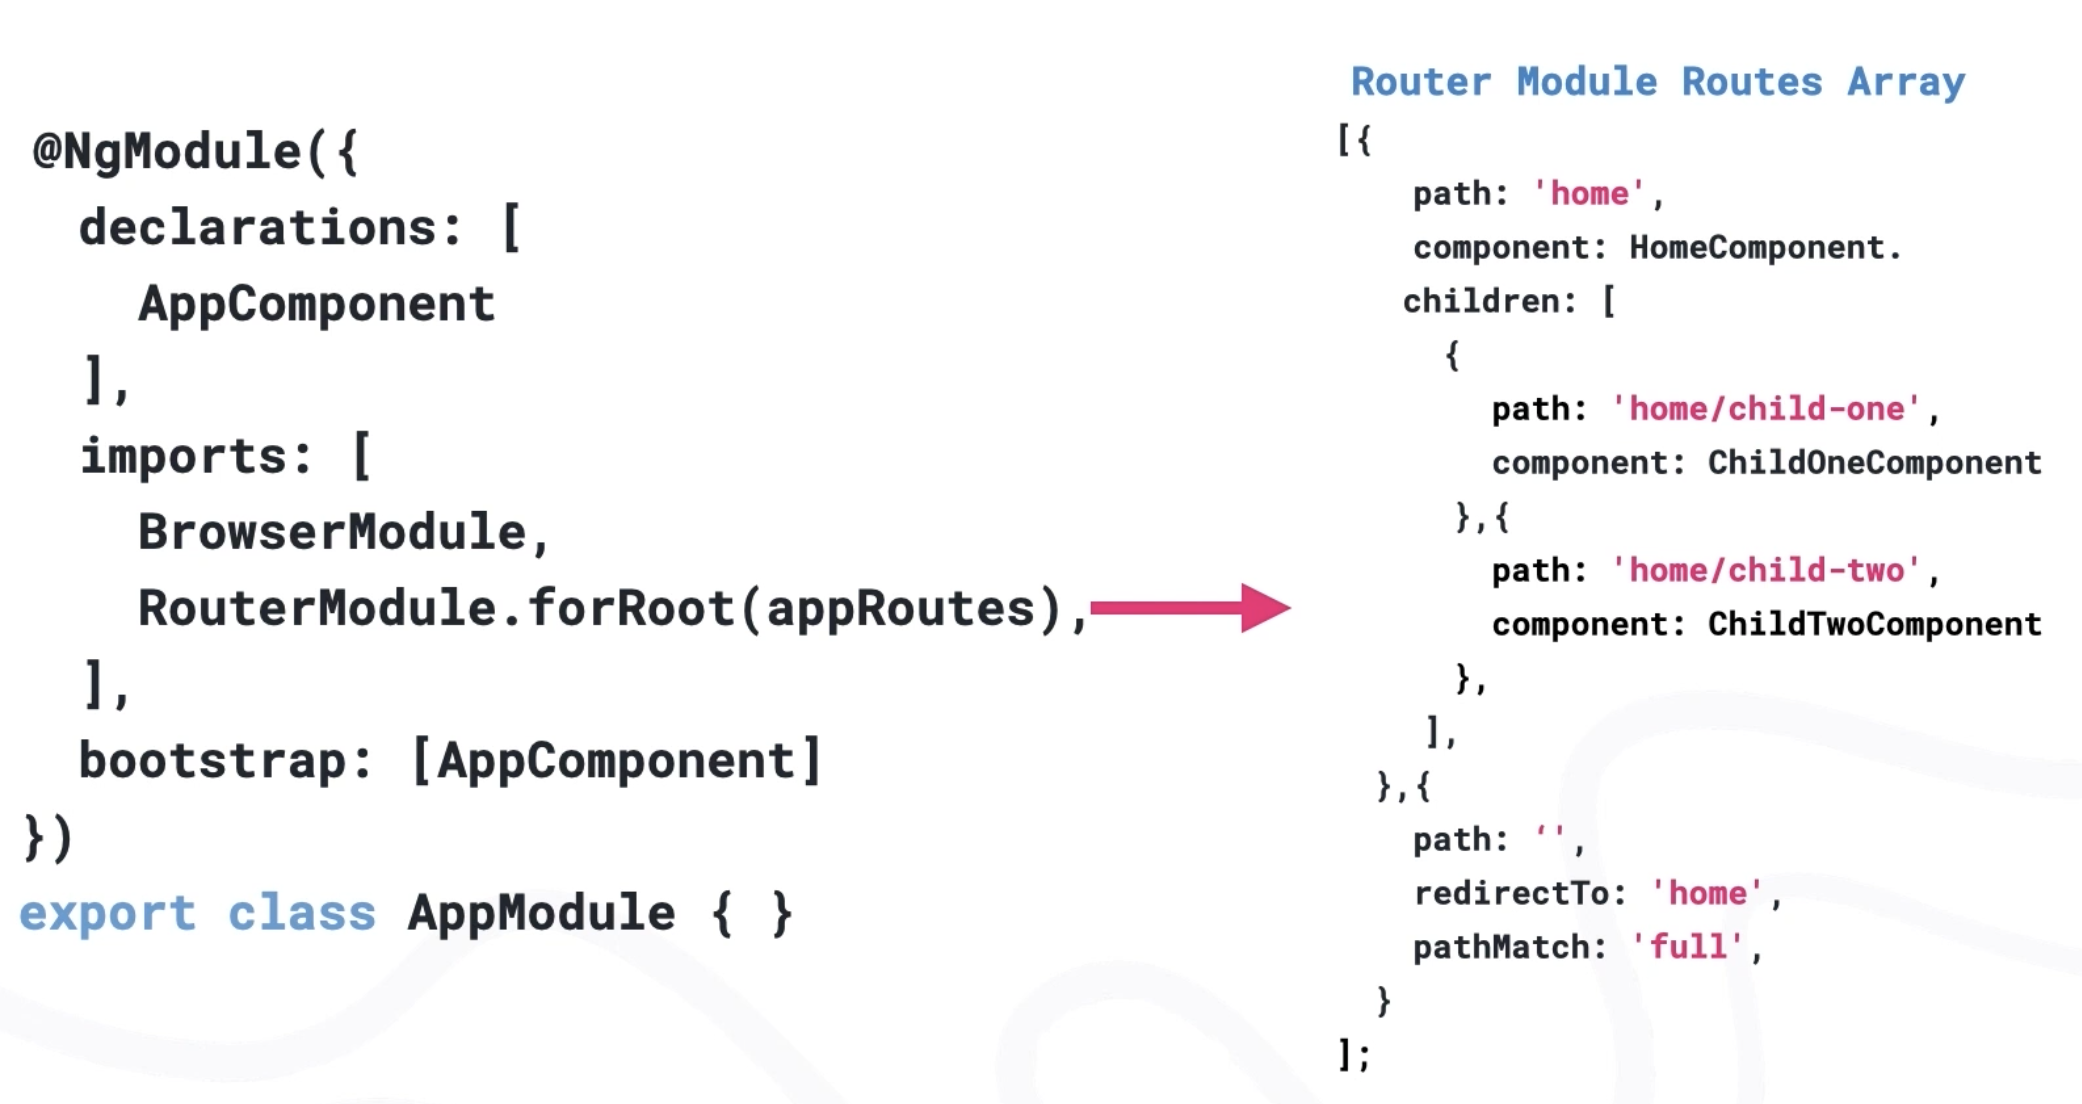 @NgModule({
declarations: [
AppComponent
],
imports: [
BrowserModule,
RouterModule.forRoot(appRoutes),
],
bootstrap: [AppComponent]
})
export class AppModule { }
Router Module Routes Array
[{
path: 'home',
component: HomeComponent.
children: [
{
path: 'home/child-one',
component: ChildOneComponent
},{
path: 'home/child-two',
component: ChildTwoComponent
},
],
},{
path: ‘',
redirectTo: 'home',
pathMatch: 'full',
}
];